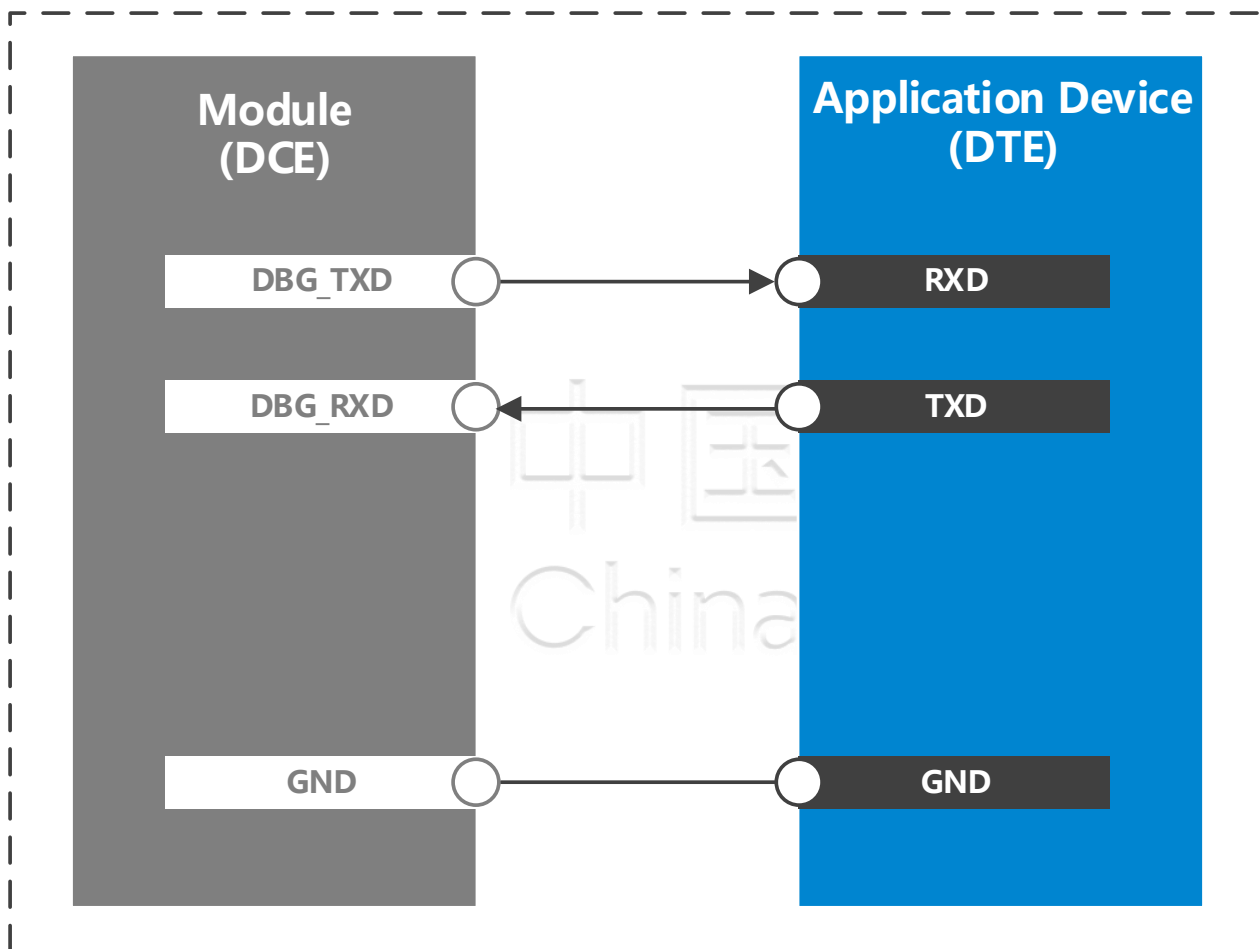 Module
(DCE)
Application Device
(DTE)
DBG_TXD
RXD
DBG_RXD
TXD
中国
China
GND
GND